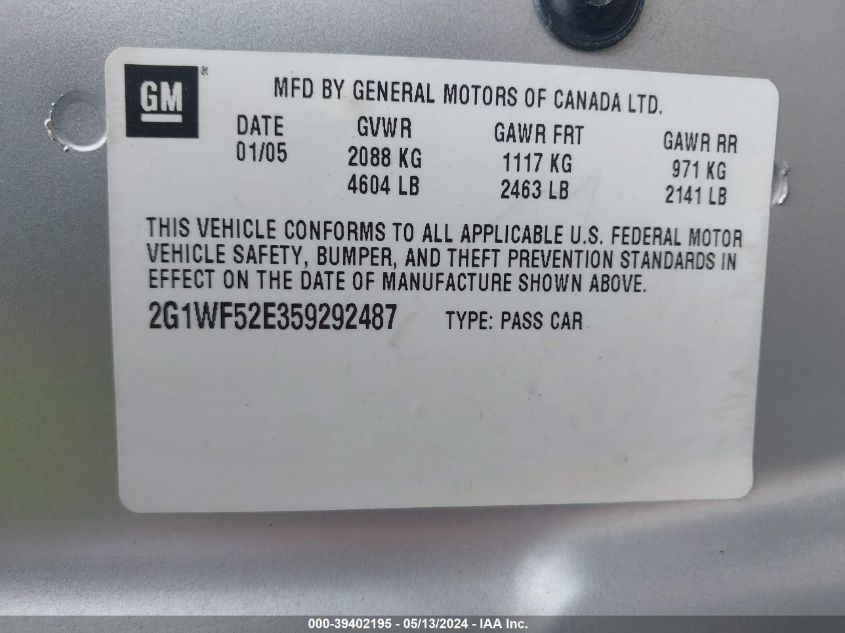 GM®
MFD BY GENERAL MOTORS OF CANADA LTD.
DATE GVWR GAWR FRT GAWR RR
01/05 2088 KG 1117 KG 971 KG
4604 LB 2463 LB 2141 LB
THIS VEHICLE CONFORMS TO ALL APPLICABLE U.S. FEDERAL MOTOR
VEHICLE SAFETY, BUMPER, AND THEFT PREVENTION STANDARDS IN
EFFECT ON THE DATE OF MANUFACTURE SHOWN ABOVE.
2G1WF52E359292487 TYPE: PASS CAR
000-39402195 - 05/13/2024 - IAA Inc.